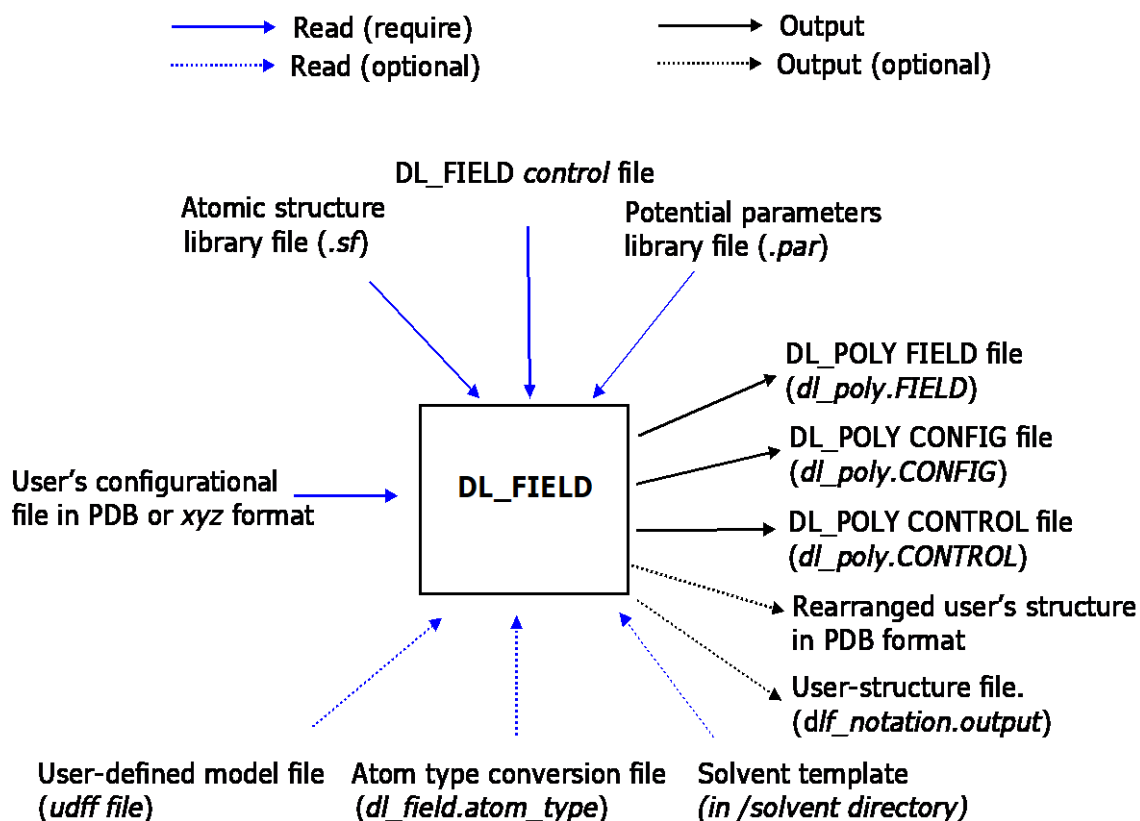 Read (require)
Output
Read (optional)
Output (optional)
DL_FIELD control file
Atomic structure
library file (.sf)
Potential parameters
library file (.par)
DL_POLY FIELD file
(dl_poly.FIELD)
DL_POLY CONFIG file
(dl_poly.CONFIG)
User's configurational
file in PDB or xyz format
DL_FIELD
DL_POLY CONTROL file
(dl_poly.CONTROL)
Rearranged user's structure
in PDB format
User-structure file.
(dlf_notation.output)
User-defined model file
(udff file)
Atom type conversion file
(dl_field.atom_type)
Solvent template
(in /solvent directory)